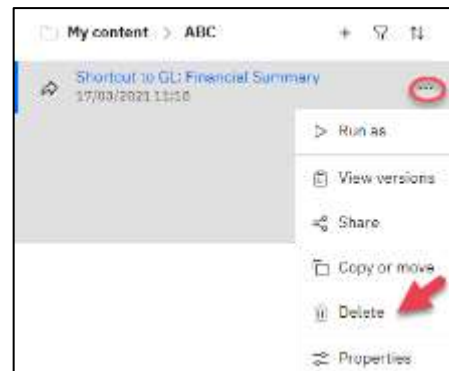 My content > ABC
Shortcut to GL: Financial Summary
17/03/2021 11:18
Run as
View versions
Share
Copy or move
Delete
Properties